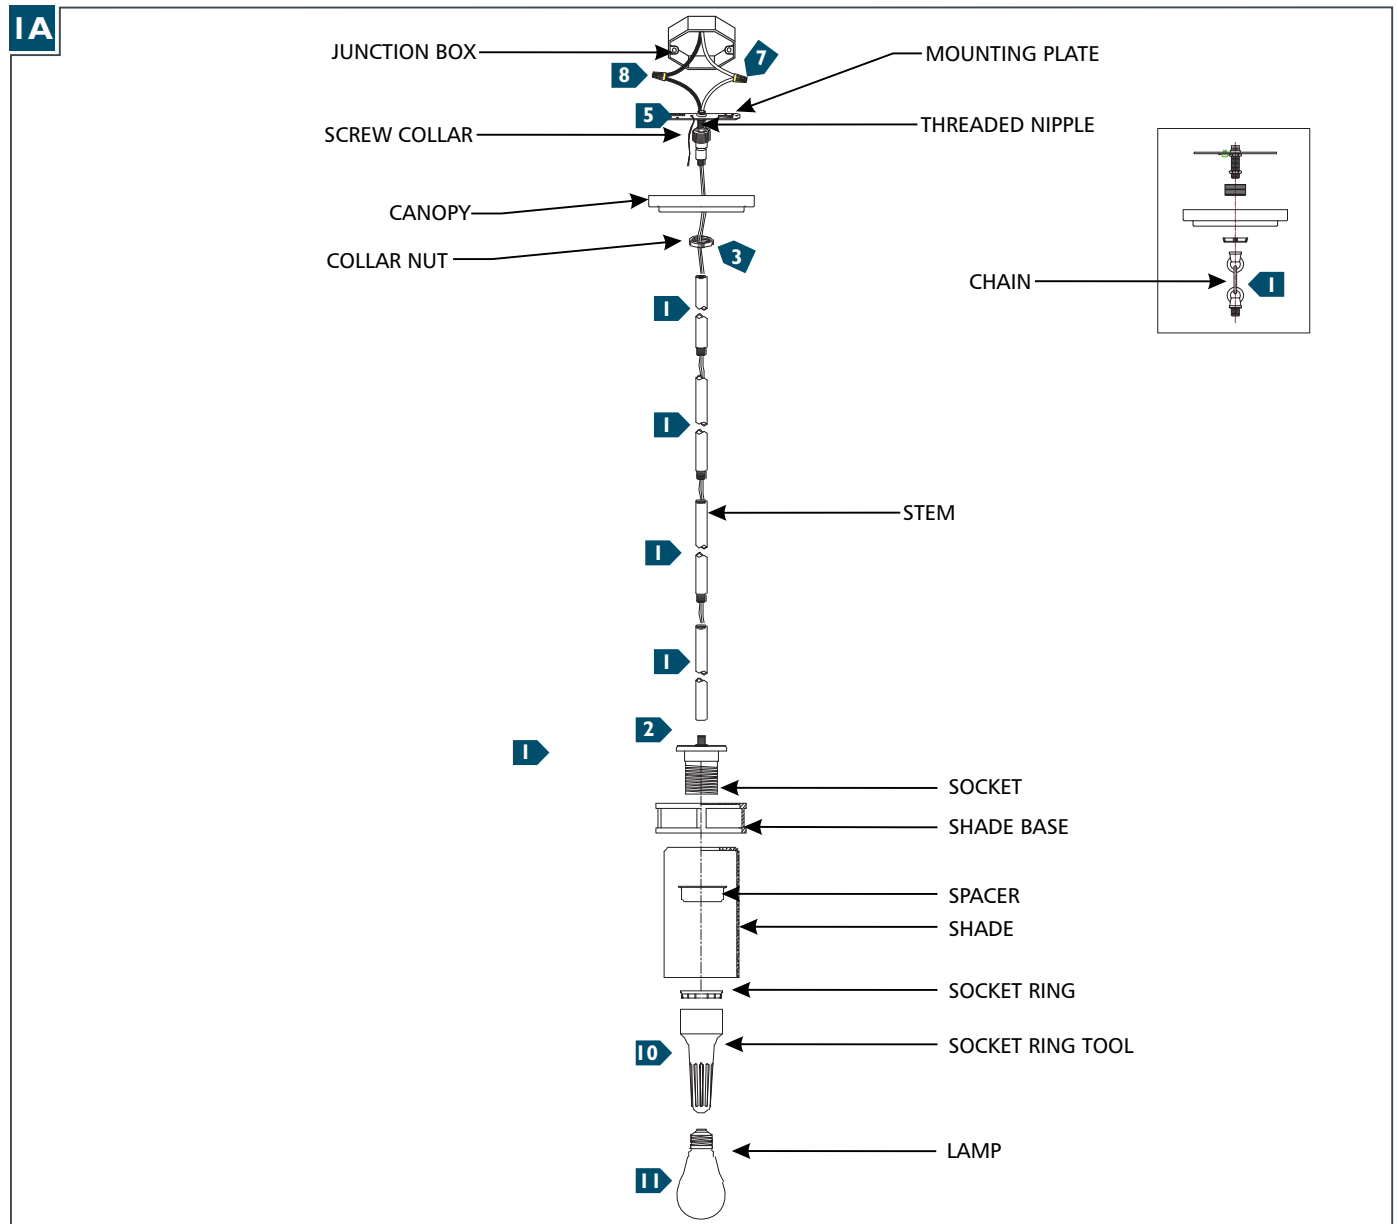 1A
JUNCTION BOX
MOUNTING PLATE
7
8
5
SCREW COLLAR
THREADED NIPPLE
CANOPY
COLLAR NUT
3
CHAIN
1
1
1
STEM
1
1
2
1
SOCKET
SHADE BASE
SPACER
SHADE
SOCKET RING
10
SOCKET RING TOOL
LAMP
11